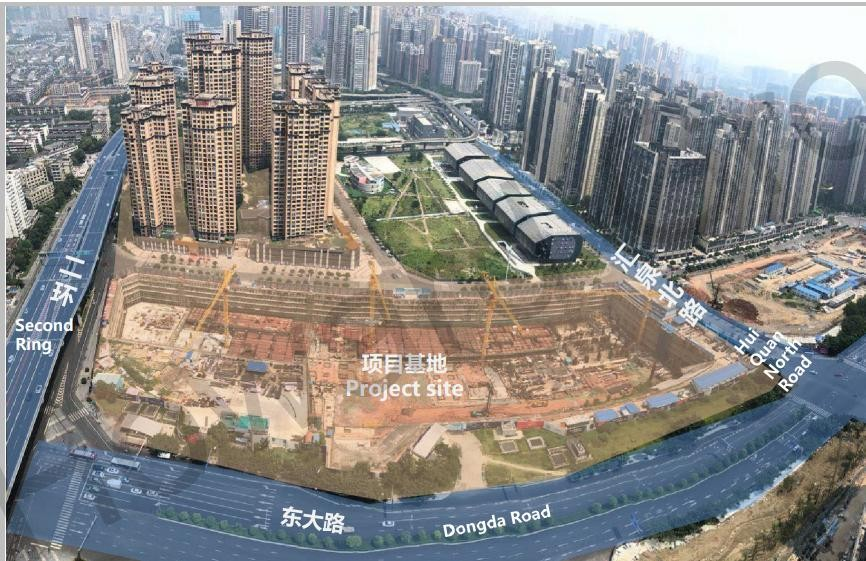 二环
Second
Ring
汇泉北路
Hui
Quan
North
Road
项目基地
Project site
东大路
Dongda Road